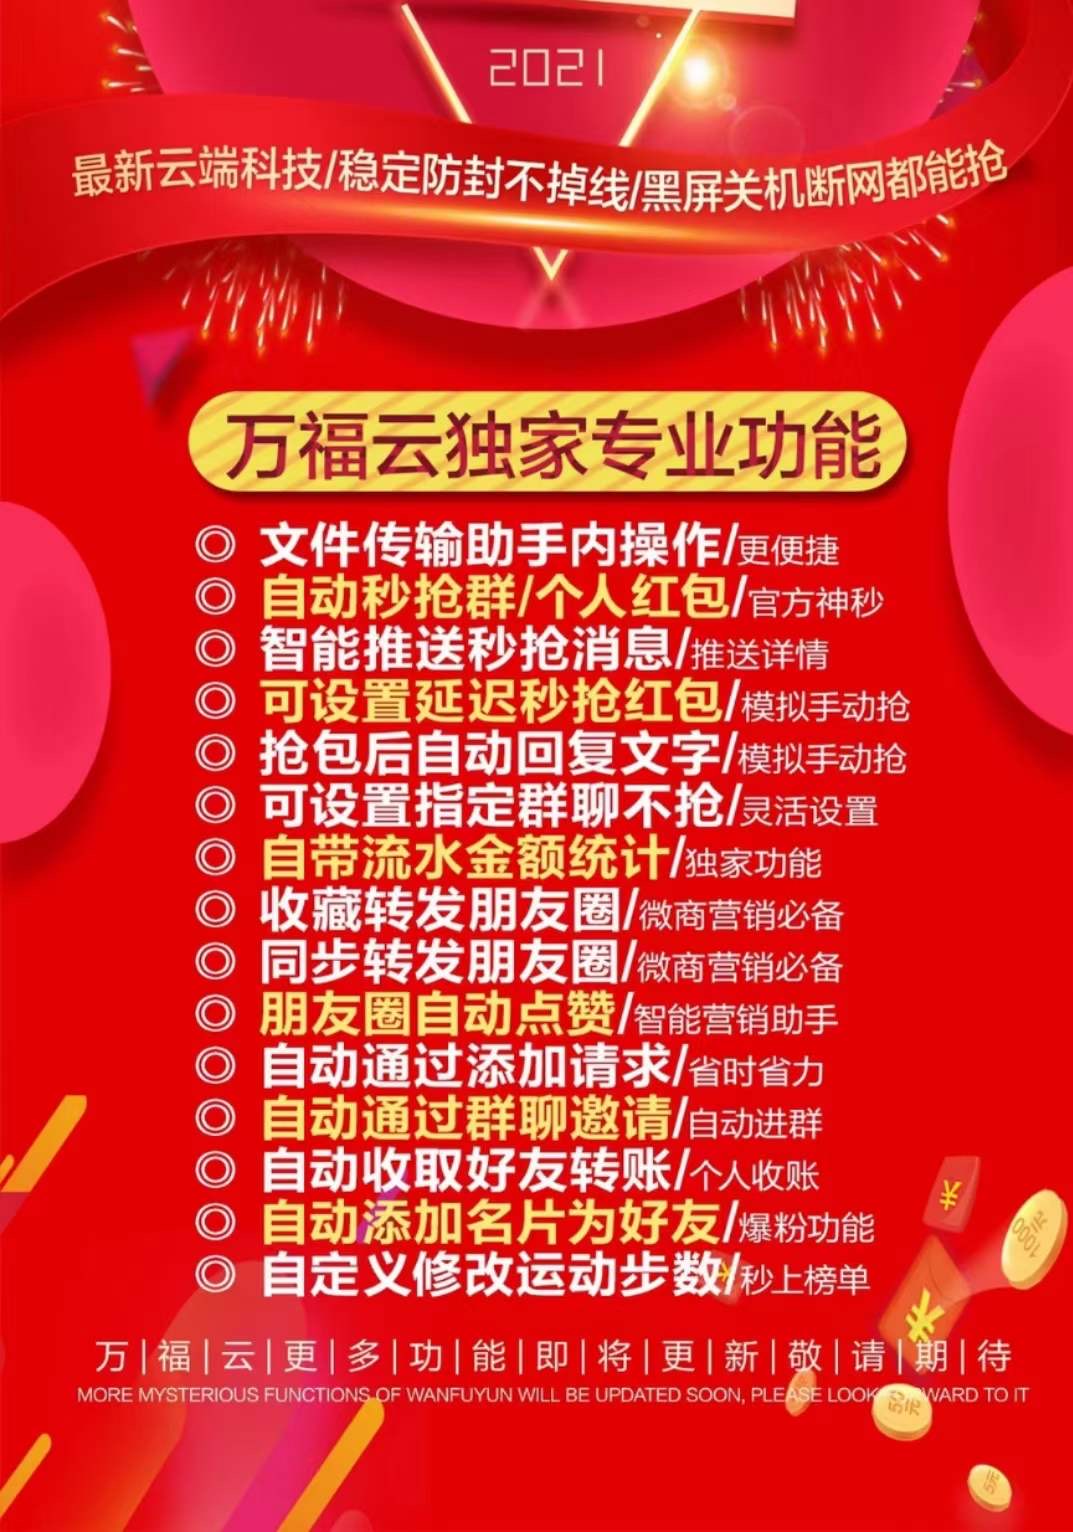 2021
最新云端科技/稳定防封不掉线/黑屏关机断网都能抢
万福云独家专业功能
◎ 文件传输助手内操作/更便捷
◎ 自动秒抢群/个人红包/官方神秒
◎ 智能推送秒抢消息/推送详情
◎ 可设置延迟秒抢红包/模拟手动抢
◎ 抢包后自动回复文字/模拟手动抢
◎ 可设置指定群聊不抢/灵活设置
◎ 自带流水金额统计/独家功能
◎ 收藏转发朋友圈/微商营销必备
◎ 同步转发朋友圈/微商营销必备
◎ 朋友圈自动点赞/智能营销助手
◎ 自动通过添加请求/省时省力
◎ 自动通过群聊邀请/自动进群
◎ 自动收取好友转账/个人收账
◎ 自动添加名片为好友/爆粉功能
◎ 自定义修改运动步数/秒上榜单
¥
1000元
¥
¥
万|福|云|更|多|功|能|即|将|更|新|敬|请|期|待
MORE MYSTERIOUS FUNCTIONS OF WANFUYUN WILL BE UPDATED SOON, PLEASE LOOK WARD TO IT
50元
5元